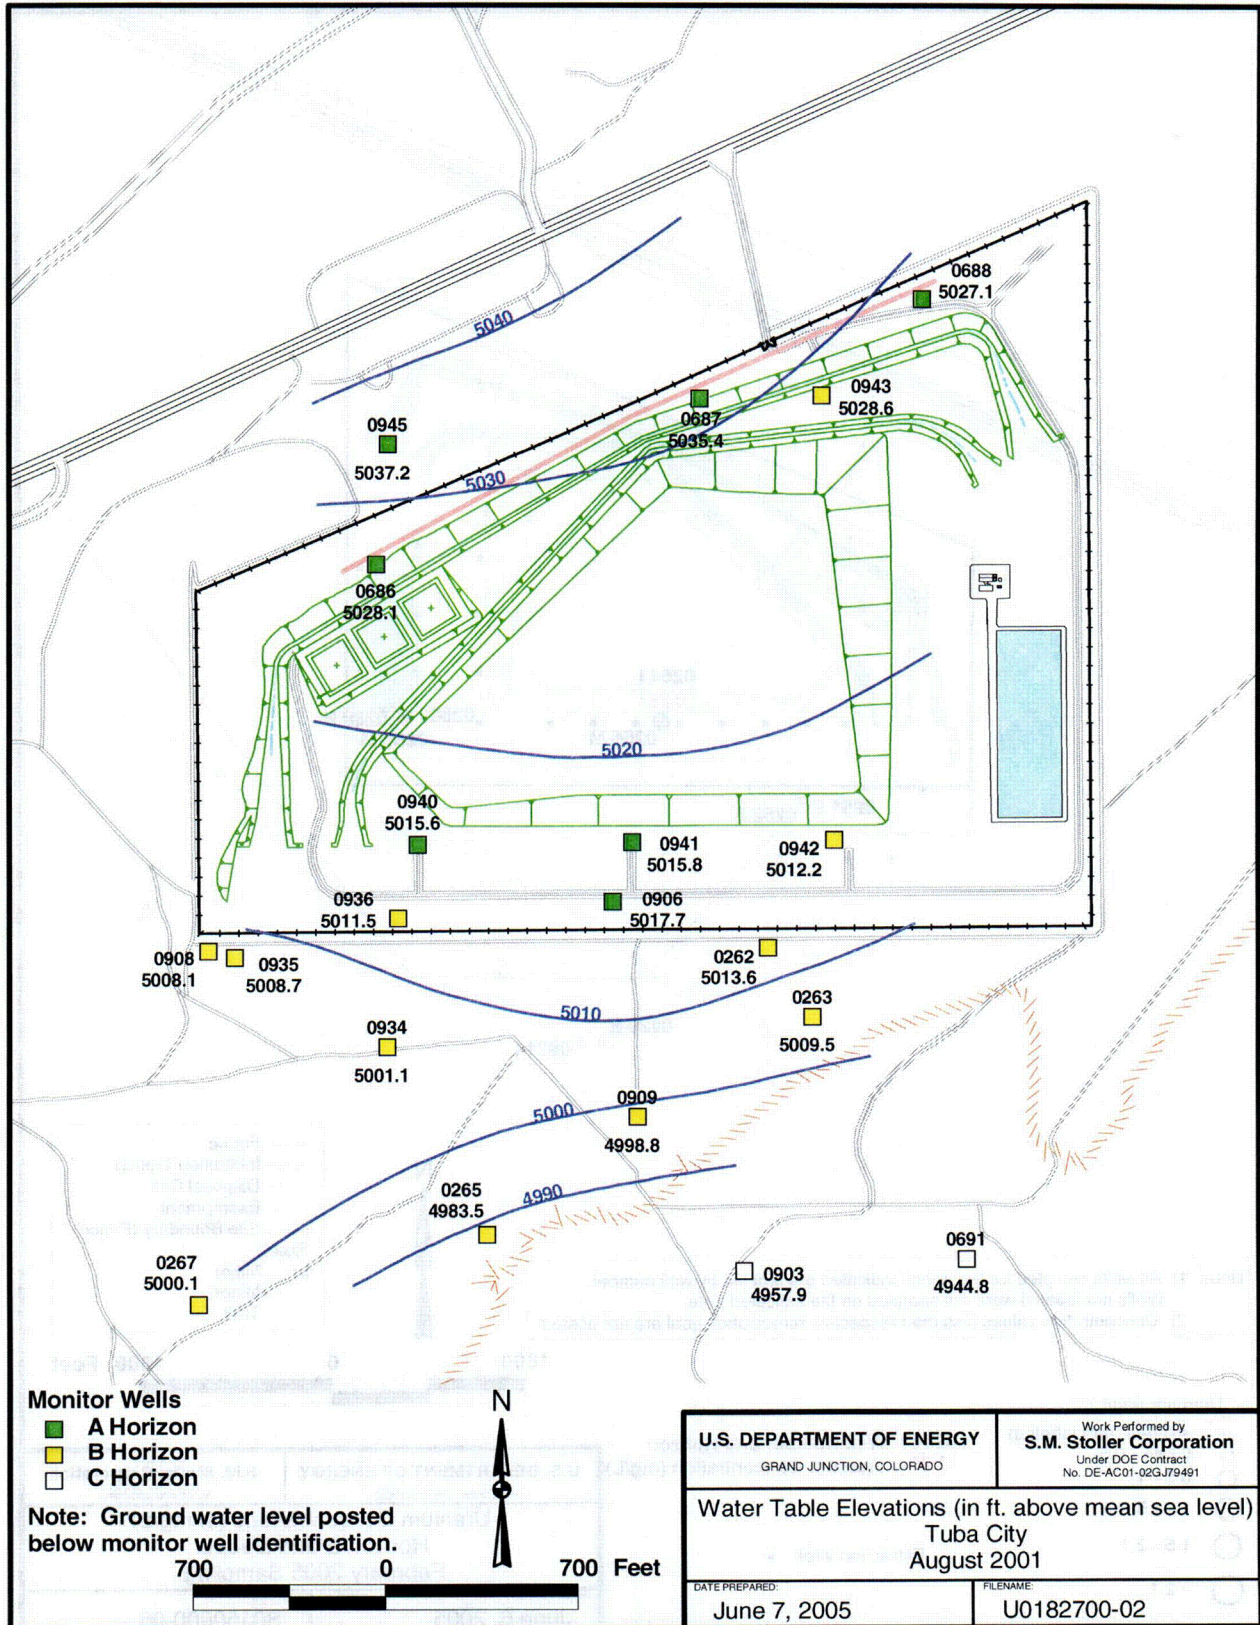 0688
5027.1
5040
0943
5028.6
0687
5035.4
0945
5037.2
5030
0686
5028.1
5020
0940
5015.6
0941
5015.8
0942
5012.2
0936
5011.5
0906
5017.7
0908
5008.1
0935
5008.7
0262
5013.6
0263
5009.5
5010
0934
5001.1
0909
4998.8
5000
4990
0265
4983.5
0267
5000.1
0903
4957.9
0691
4944.8
Monitor Wells
A Horizon
B Horizon
C Horizon
Note: Ground water level posted
below monitor well identification.
N
700 0 700 Feet
U.S. DEPARTMENT OF ENERGY
GRAND JUNCTION, COLORADO
Work Performed by
S.M. Stoller Corporation
Under DOE Contract
No. DE-AC01-02GJ79491
Water Table Elevations (in ft. above mean sea level)
Tuba City
August 2001
DATE PREPARED:
June 7, 2005
FILENAME:
U0182700-02